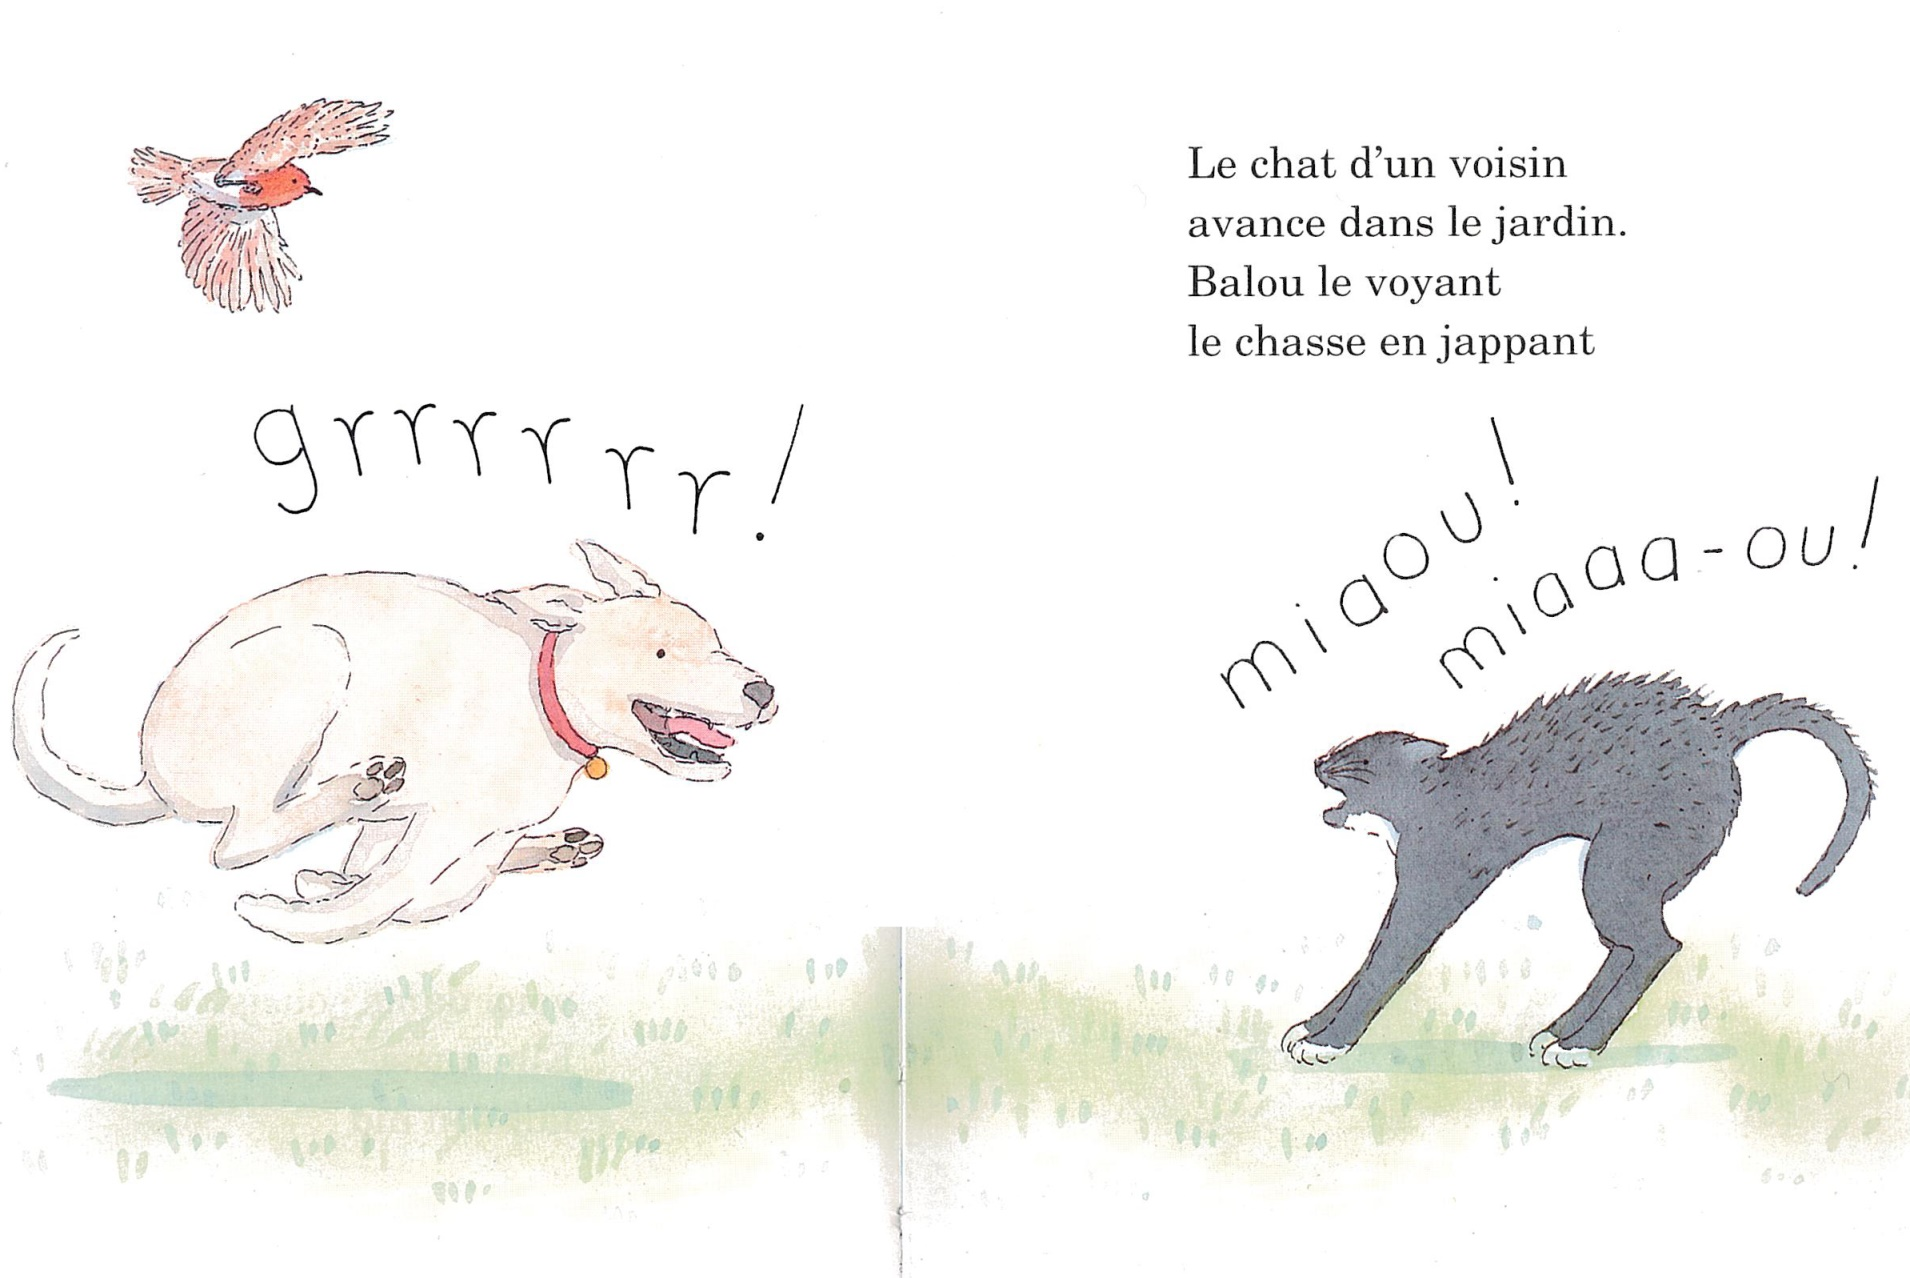 Le chat d’un voisin
avance dans le jardin.
Balou le voyant
le chasse en jappant
grrrrrr!
miaou!
miaaa-ou!